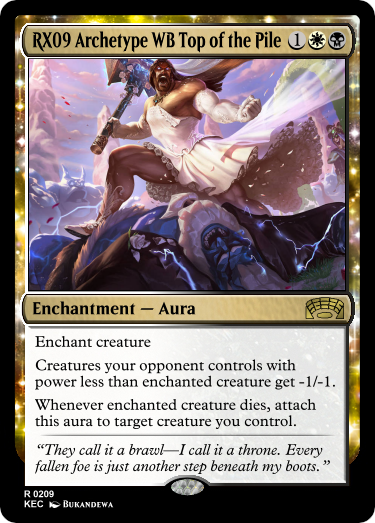 RX09 Archetype WB Top of the Pile 1
Enchantment — Aura
Enchant creature
Creatures your opponent controls with
power less than enchanted creature get -1/-1.
Whenever enchanted creature dies, attach
this aura to target creature you control.
“They call it a brawl—I call it a throne. Every
fallen foe is just another step beneath my boots.”
R 0209
KEC Bukandewa